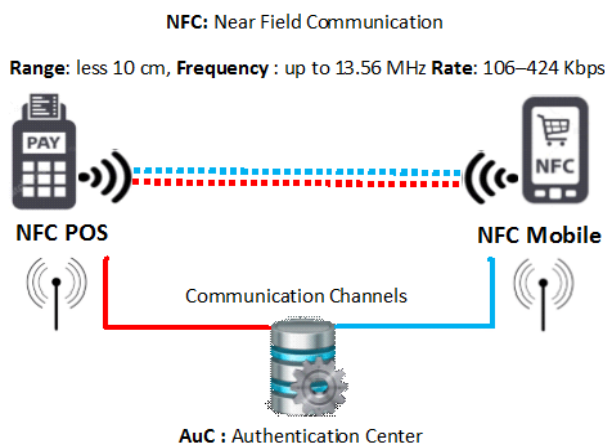 NFC: Near Field Communication
Range: less 10 cm, Frequency : up to 13.56 MHz Rate: 106–424 Kbps
PAY
NFC
NFC POS
NFC Mobile
Communication Channels
AuC : Authentication Center